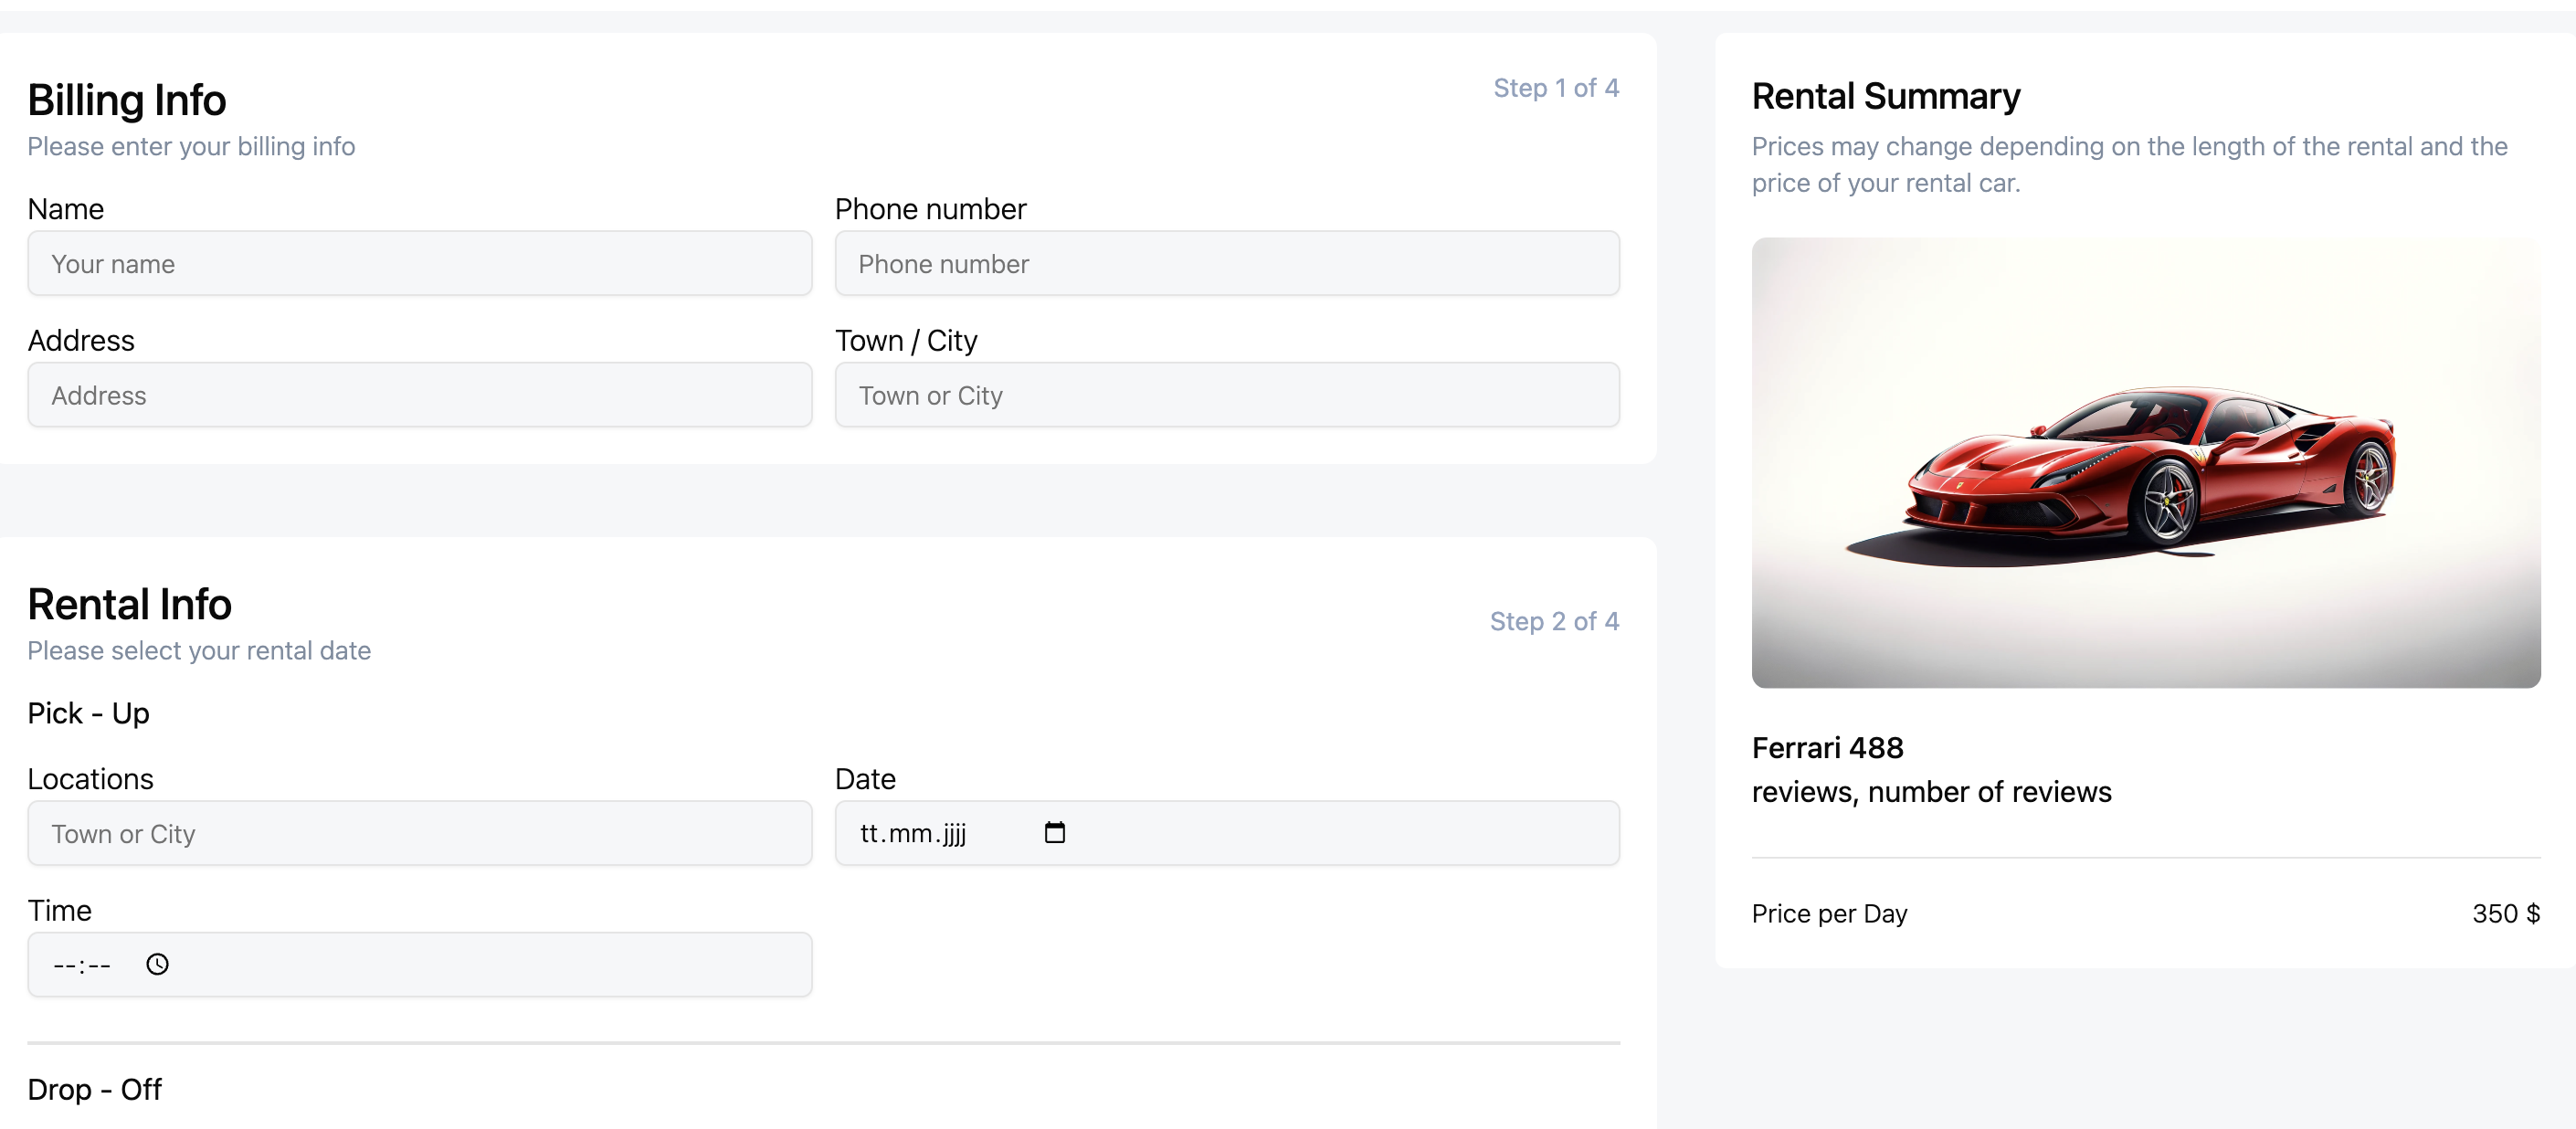 Billing Info
Step 1 of 4
Please enter your billing info
Name
Phone number
Your name
Phone number
Address
Town / City
Address
Town or City
Rental Info
Step 2 of 4
Please select your rental date
Pick - Up
Locations
Date
Town or City
tt.mm.jjjj
Time
--:--
Drop - Off
Rental Summary
Prices may change depending on the length of the rental and the
price of your rental car.
Ferrari 488
reviews, number of reviews
Price per Day
350 $